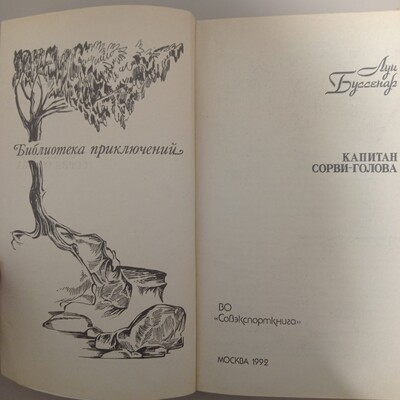 Библиотека приключений
Луи
Буссенар
КАПИТАН
СОРВИ-ГОЛОВА
ВО
«Совэкспорткнига»
МОСКВА 1992